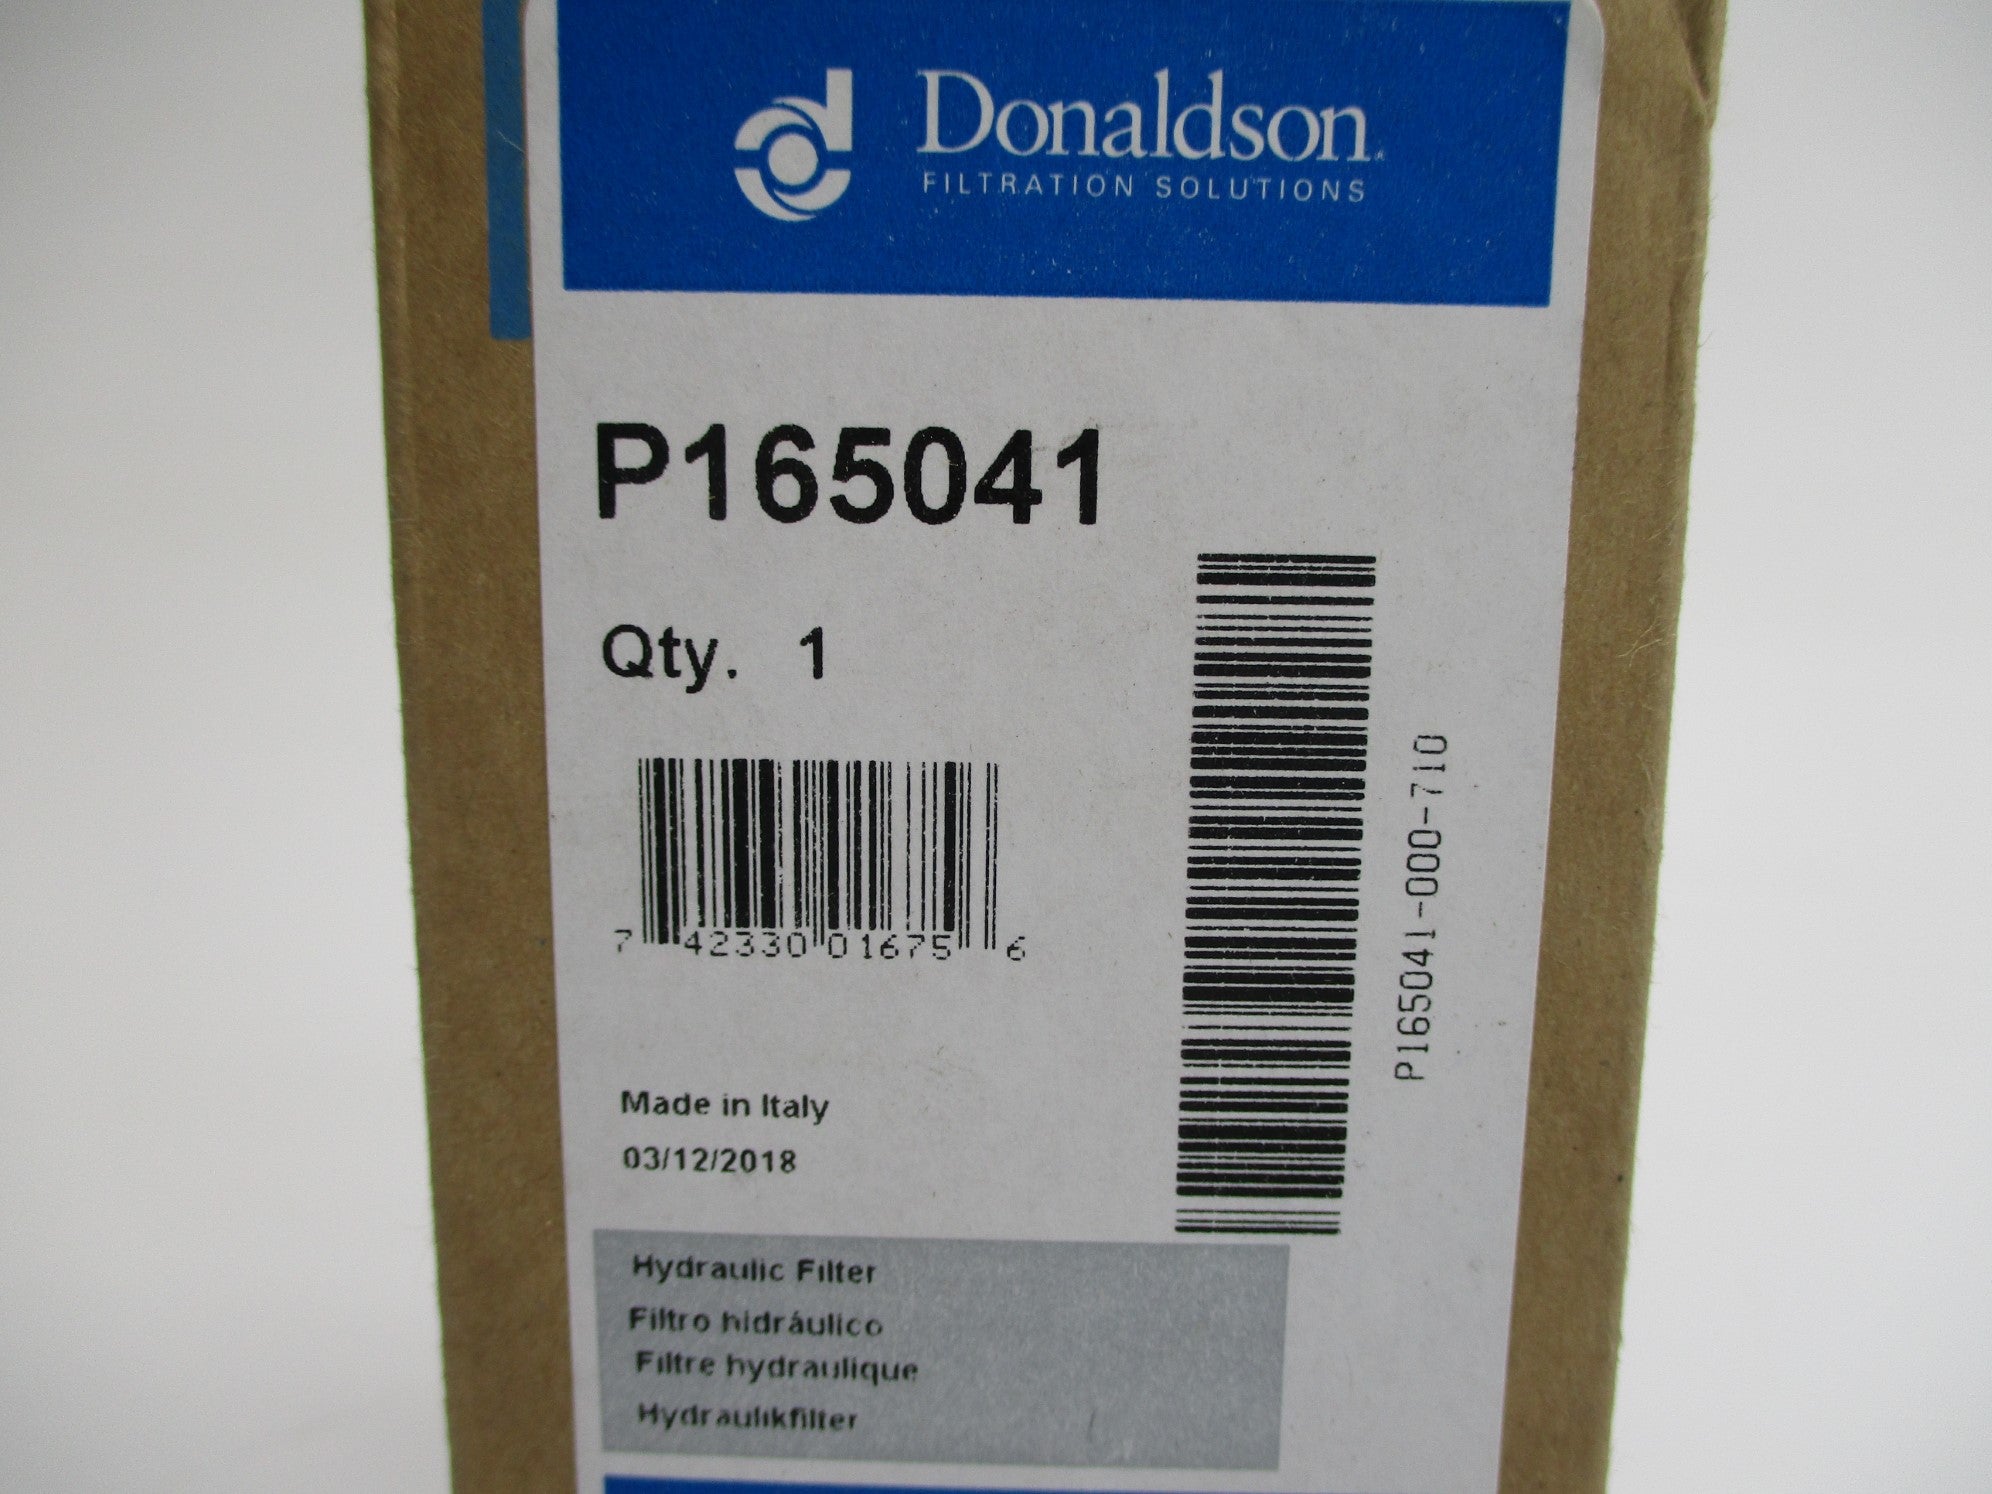 Donaldson.
FILTRATION SOLUTIONS
P165041
Qty. 1
7 42330 01675 6
P165041-000-710
Made in Italy
03/12/2018
Hydraulic Filter
Filtro hidráulico
Filtre hydraulique
Hydraulikfilter